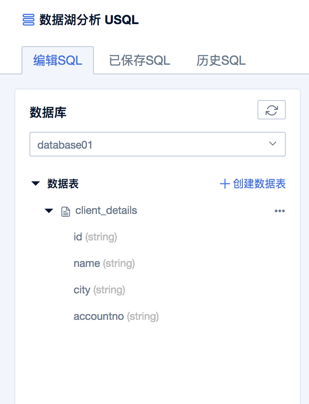 数据湖分析 USQL
编辑SQL 已保存SQL 历史SQL
数据库
database01
数据表 + 创建数据表
client_details •••
id (string)
name (string)
city (string)
accountno (string)